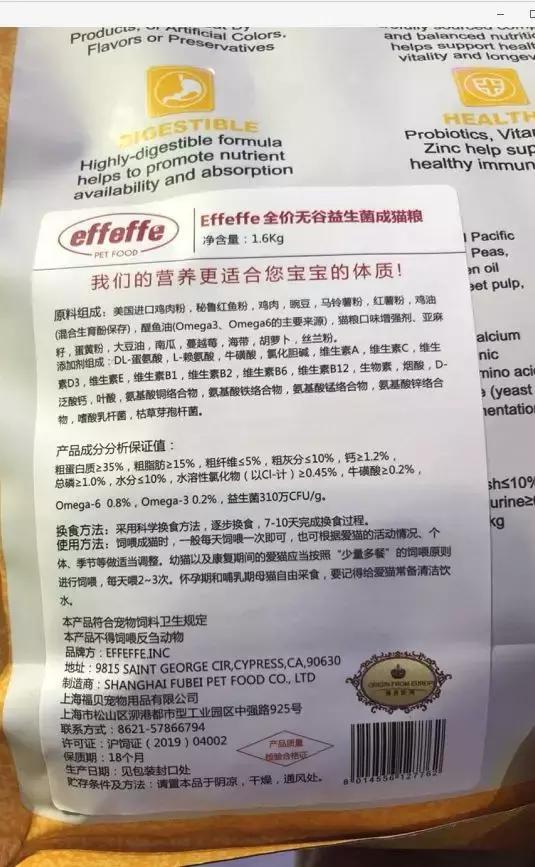 Products, or Artificial Colors,
Flavors or Preservatives
and balanced
helps support
vitality and
DIGESTIBLE
Highly-digestible formula
helps to promote nutrient
availability and absorption
HEALTH
Probiotics,
Zinc help
healthy
effeffe
PET FOOD
Effeffe 全价无谷益生菌成猫粮
净含量：1.6Kg
我们的营养更适合您宝宝的体质!
Pacific
Peas,
oil
pulp,
原料组成：美国进口鸡肉粉，秘鲁红鱼粉，鸡肉，豌豆，马铃薯粉，红薯粉，鸡油
(混合生育酚保存)，醒鱼油(Omega3、Omega6的主要来源)，猫粮口味增强剂、亚麻
籽，蛋黄粉，大豆油，南瓜，蔓越莓，海带，胡萝卜，丝兰粉。
添加剂组成：DL-蛋氨酸，L-赖氨酸，牛磺酸，氯化胆碱，维生素A，维生素C，维生
素D3，维生素E，维生素B1，维生素B2，维生素B6，维生素B12，生物素，烟酸，D-
泛酸钙，叶酸，氨基酸铜络合物，氨基酸铁络合物，氨基酸锰络合物，氨基酸锌络合
物，嗜酸乳杆菌，枯草芽孢杆菌。
(yeast
产品成分分析保证值：
粗蛋白质≥35%，粗脂肪≥15%，粗纤维≤5%，粗灰分≤10%，钙≥1.2%，
总磷≥1.0%，水分≤10%，水溶性氯化物（以Cl-计）≥0.45%，牛磺酸≥0.2%，
Omega-6 0.8%, Omega-3 0.2%, 益生菌310万CFU/g。
kg
换食方法：采用科学换食方法，逐步换食，7-10天完成换食过程。
使用方法：饲喂成猫时，一般每天饲喂一次即可，也可根据爱猫的活动情况、个
体、季节等做适当调整。幼猫以及康复期间的爱猫应当按照“少量多餐”的饲喂原则
进行饲喂，每天喂2~3次。怀孕期和哺乳期母猫自由采食，要记得给爱猫常备清洁饮
水。
本产品符合宠物饲料卫生规定
本产品不得饲喂反刍动物
品牌方：EFFEFFE.INC
地址：9815 SAINT GEORGE CIR,CYPRESS,CA,90630
制造商：SHANGHAI FUBEI PET FOOD CO., LTD
上海福贝宠物用品有限公司
上海市松山区泖港都市型工业园区中强路925号
联系方式：8621-57866794
许可证：沪饲证（2019）04002
保质期：18个月
生产日期：见包装封口处
贮存条件及方法：请置本品于阴凉，干燥，通风处。
产品质量
检验合格证
ORIGIN FROM EUROP
8 014556 127762